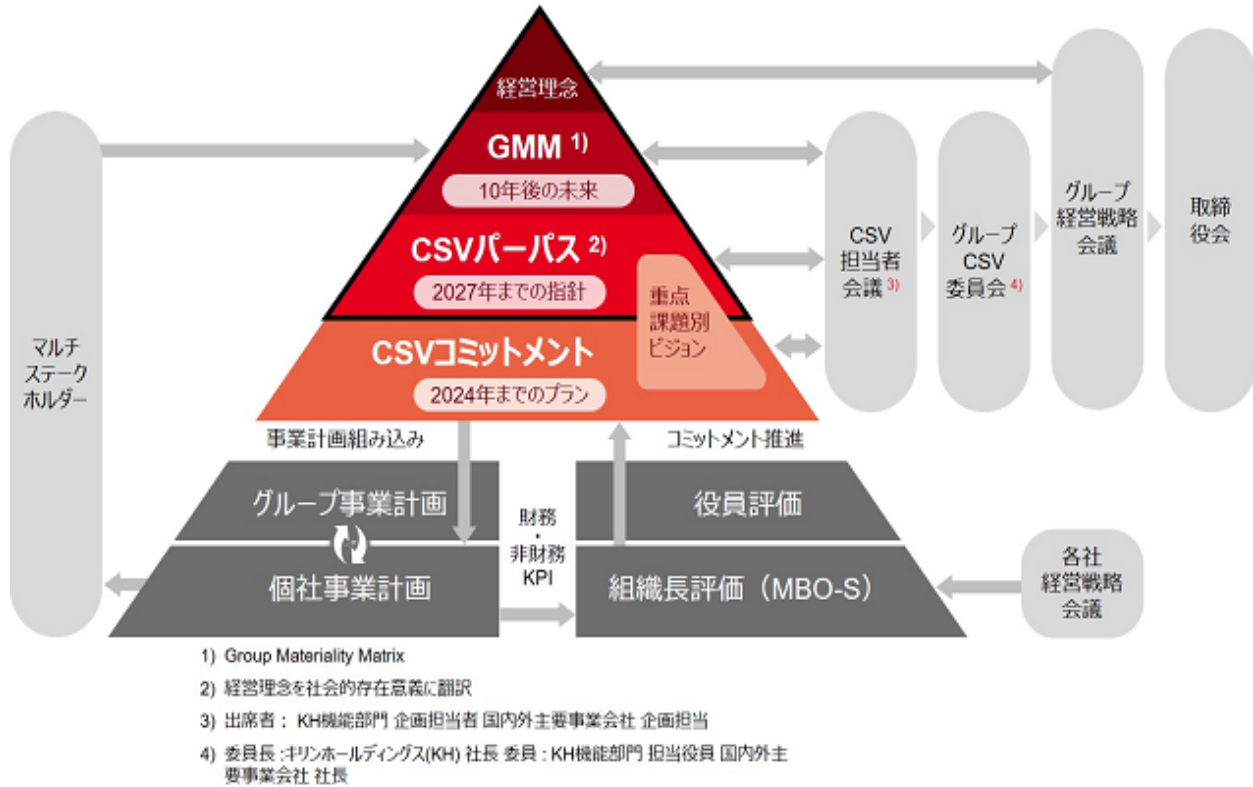 経営理念
GMM 1)
10年後の未来
CSVパーパス 2)
2027年までの指針
重点
課題別
ビジョン
CSVコミットメント
2024年までのプラン
マルチ
ステーク
ホルダー
CSV
担当者
会議 3)
グループ
CSV
委員会 4)
グループ
経営戦略
会議
取締
役会
事業計画組み込み
コミットメント推進
グループ事業計画
個社事業計画
財務
・
非財務
KPI
役員評価
組織長評価（MBO-S）
各社
経営戦略
会議
1) Group Materiality Matrix
2) 経営理念を社会的存在意義に翻訳
3) 出席者： KH機能部門 企画担当者 国内外主要事業会社 企画担当
4) 委員長:キリンホールディングス(KH) 社長 委員:KH機能部門 担当役員 国内外主
要事業会社 社長